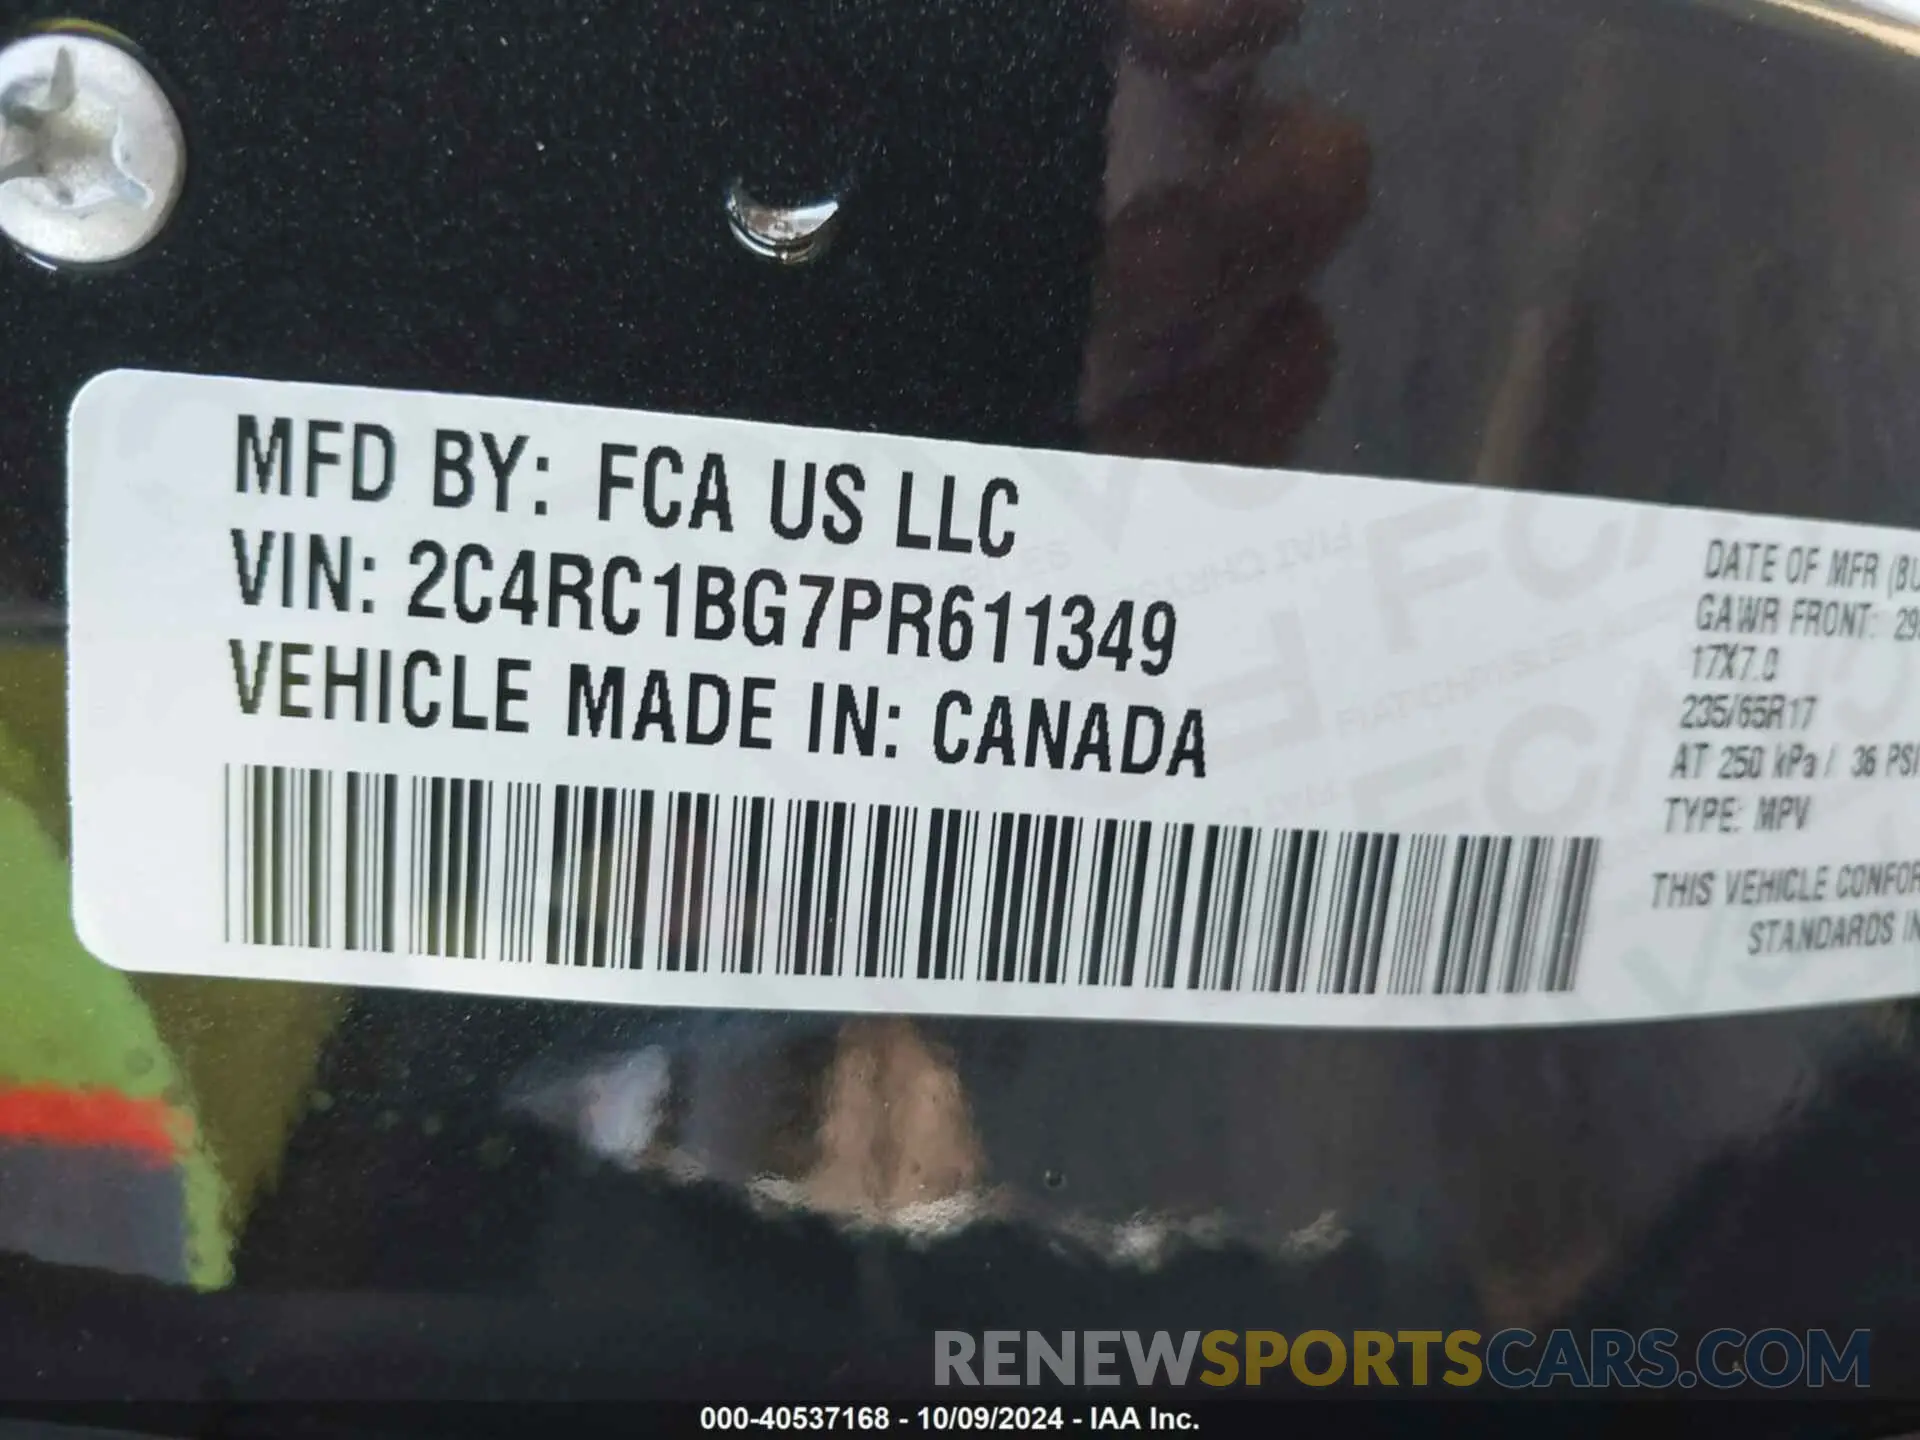 MFD BY: FCA US LLC
VIN: 2C4RC1BG7PR611349
VEHICLE MADE IN: CANADA
DATE OF MFR (BU
GAWR FRONT: 29
17X7.0
235/65R17
AT 250 kPa / 36 PSI
TYPE: MPV
THIS VEHICLE CONFOR
STANDARDS IN
RENEWSPORTSCARS.COM
000-40537168 - 10/09/2024 - IAA Inc.